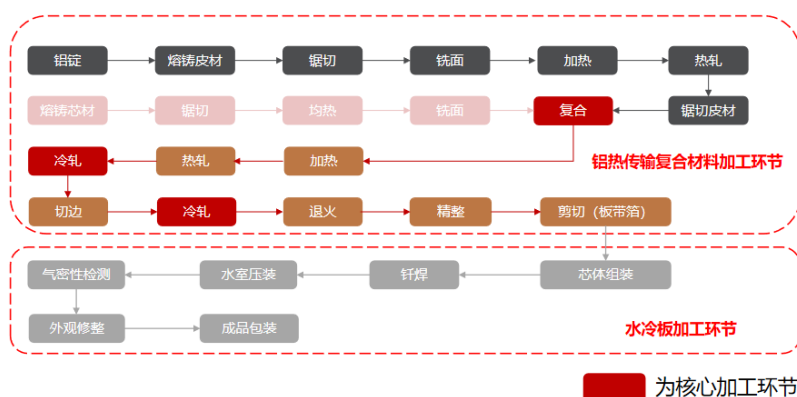 铝锭 熔铸皮材 锯切 铣面 加热 热轧
熔铸芯材 锯切 均热 铣面 复合 锯切皮材
铝热传输复合材料加工环节
冷轧 热轧 加热
切边 冷轧 退火 精整 剪切（板带箔）
气密性检测 水室压装 钎焊 芯体组装
外观修整 成品包装
水冷板加工环节
为核心加工环节